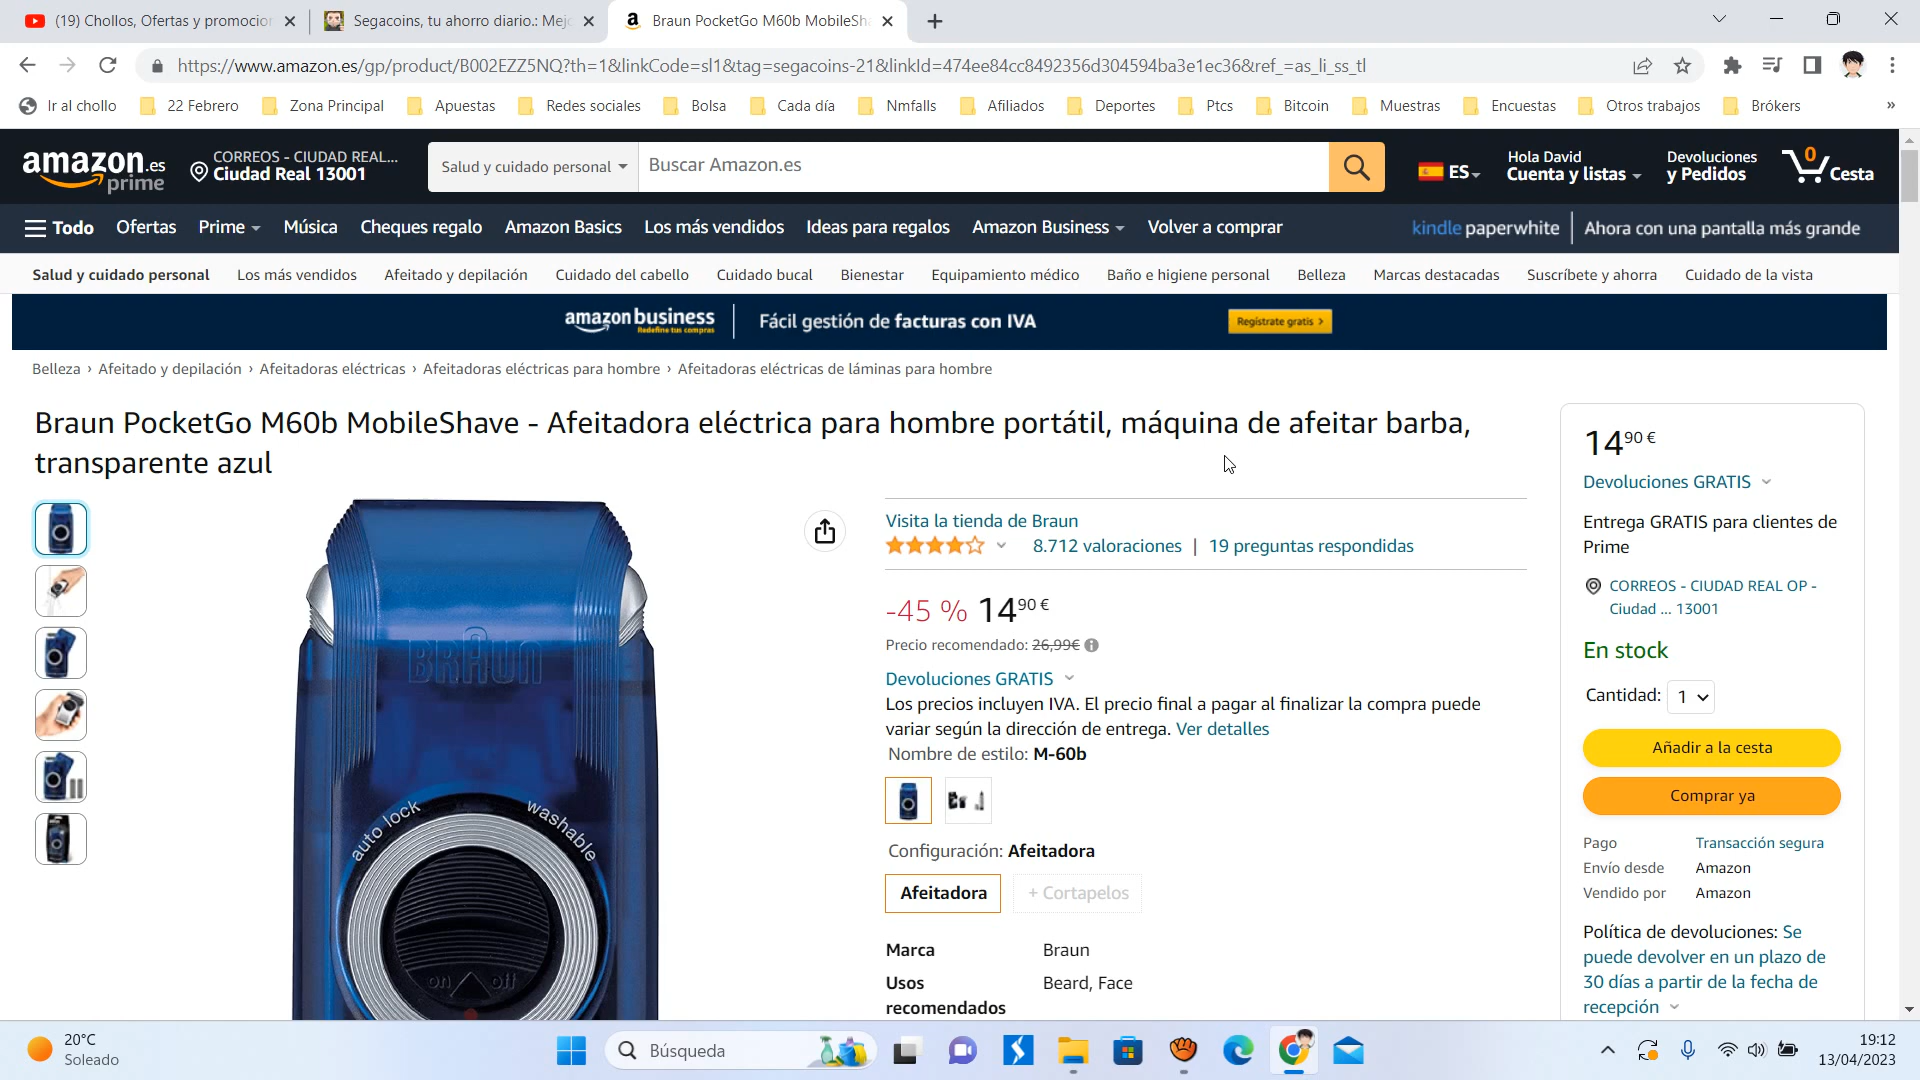 (19) Chollos, Ofertas y promocion
Segacoins, tu ahorro diario.: Mejo
Braun PocketGo M60b MobileSha
https://www.amazon.es/gp/product/B002EZZ5NQ?th=1&linkCode=sl1&tag=segacoins-21&linkId=474ee84cc8492356d304594ba3e1ec36&ref_=as_li_ss_tl
Ir al chollo
22 Febrero
Zona Principal
Apuestas
Redes sociales
Bolsa
Cada día
Nmfalls
Afiliados
Deportes
Ptcs
Bitcoin
Muestras
Encuestas
Otros trabajos
Brókers
»
amazon.es
prime
CORREOS - CIUDAD REAL...
Ciudad Real 13001
Salud y cuidado personal
Buscar Amazon.es
ES
Hola David
Cuenta y listas
Devoluciones
y Pedidos
0
Cesta
Todo
Ofertas
Prime
Música
Cheques regalo
Amazon Basics
Los más vendidos
Ideas para regalos
Amazon Business
Volver a comprar
kindle paperwhite
Ahora con una pantalla más grande
Salud y cuidado personal
Los más vendidos
Afeitado y depilación
Cuidado del cabello
Cuidado bucal
Bienestar
Equipamiento médico
Baño e higiene personal
Belleza
Marcas destacadas
Suscríbete y ahorra
Cuidado de la vista
amazon business
Redefine tus compras
Fácil gestión de facturas con IVA
Regístrate gratis ›
Belleza › Afeitado y depilación › Afeitadoras eléctricas › Afeitadoras eléctricas para hombre › Afeitadoras eléctricas de láminas para hombre
Braun PocketGo M60b MobileShave - Afeitadora eléctrica para hombre portátil, máquina de afeitar barba,
transparente azul
BRAUN
auto lock
washable
on
off
Visita la tienda de Braun
8.712 valoraciones | 19 preguntas respondidas
-45 % 14,90 €
Precio recomendado: 26,99€
Devoluciones GRATIS
Los precios incluyen IVA. El precio final a pagar al finalizar la compra puede
variar según la dirección de entrega. Ver detalles
Nombre de estilo: M-60b
Configuración: Afeitadora
Afeitadora
+ Cortapelos
Marca
Braun
Usos
recomendados
Beard, Face
14,90 €
Devoluciones GRATIS
Entrega GRATIS para clientes de
Prime
CORREOS - CIUDAD REAL OP -
Ciudad ... 13001
En stock
Cantidad: 1
Añadir a la cesta
Comprar ya
Pago
Transacción segura
Envío desde
Amazon
Vendido por
Amazon
Política de devoluciones: Se
puede devolver en un plazo de
30 días a partir de la fecha de
recepción
20°C
Soleado
Búsqueda
19:12
13/04/2023